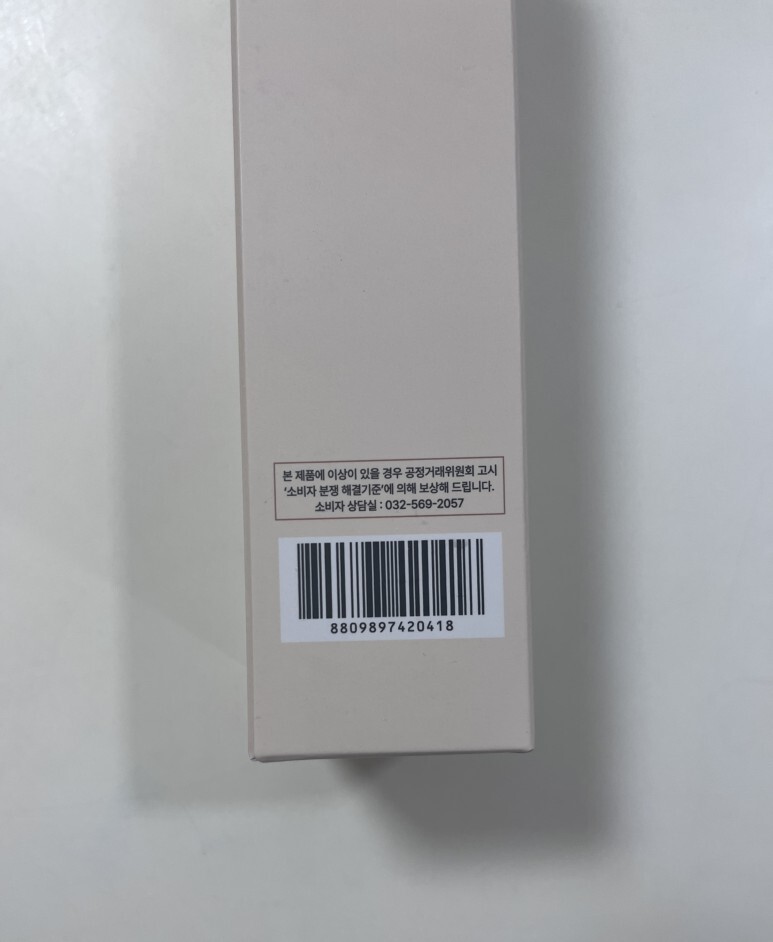 본 제품에 이상이 있을 경우 공정거래위원회 고시
'소비자 분쟁 해결기준'에 의해 보상해 드립니다.
소비자 상담실 : 032-569-2057
8809897420418